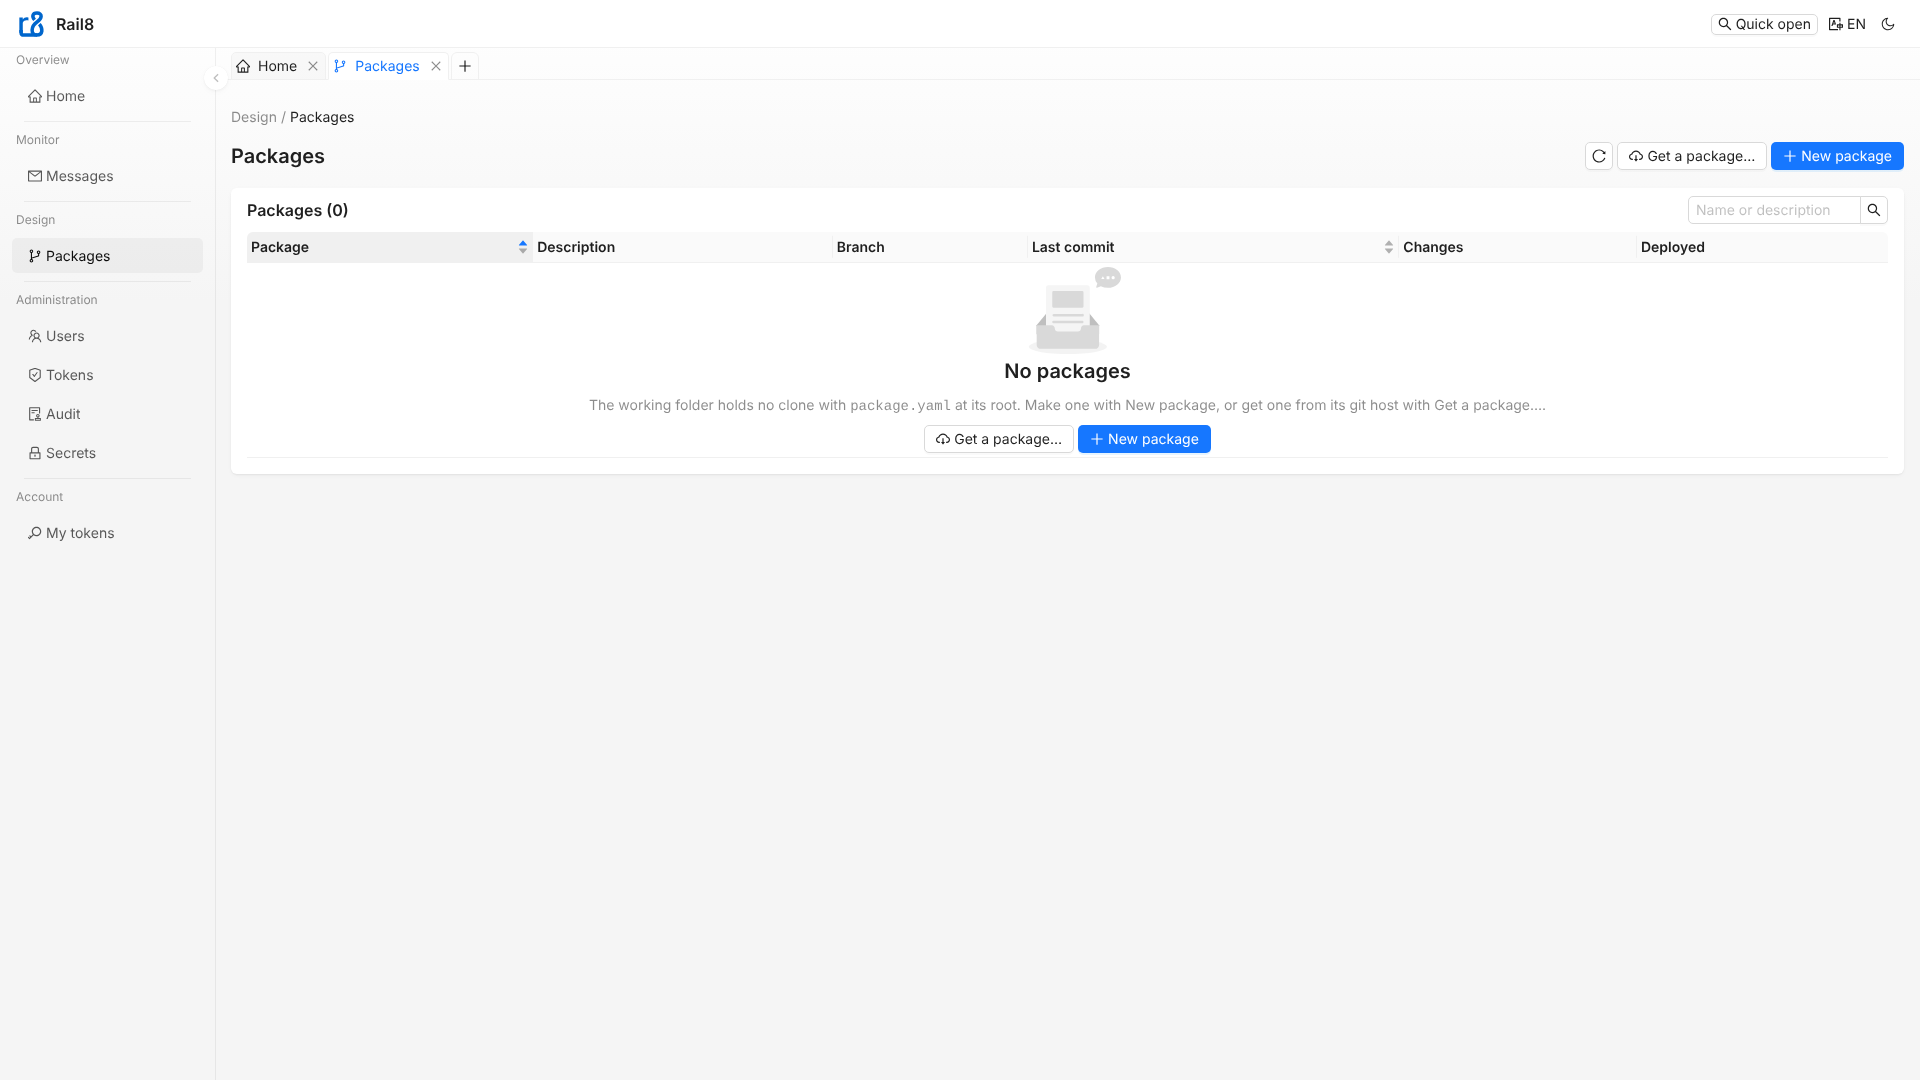 Rail8
Quick open
EN
Overview
Home
Monitor
Messages
Design
Packages
Administration
Users
Tokens
Audit
Secrets
Account
My tokens
Home
Packages
Design / Packages
Packages
Get a package...
New package
Packages (0)
Name or description
Package
Description
Branch
Last commit
Changes
Deployed
No packages
The working folder holds no clone with package.yaml at its root. Make one with New package, or get one from its git host with Get a package....
Get a package...
New package